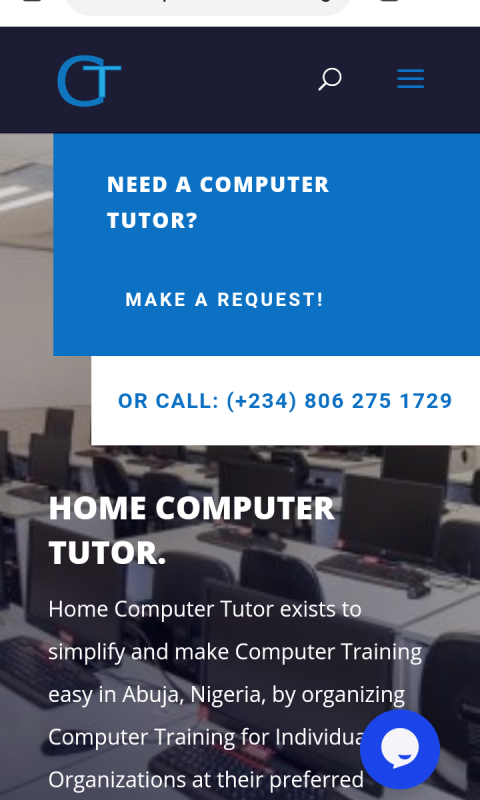 CT
NEED A COMPUTER
TUTOR?
MAKE A REQUEST!
OR CALL: (+234) 806 275 1729
HOME COMPUTER
TUTOR.
Home Computer Tutor exists to
simplify and make Computer Training
easy in Abuja, Nigeria, by organizing
Computer Training for
Organizations at their preferred